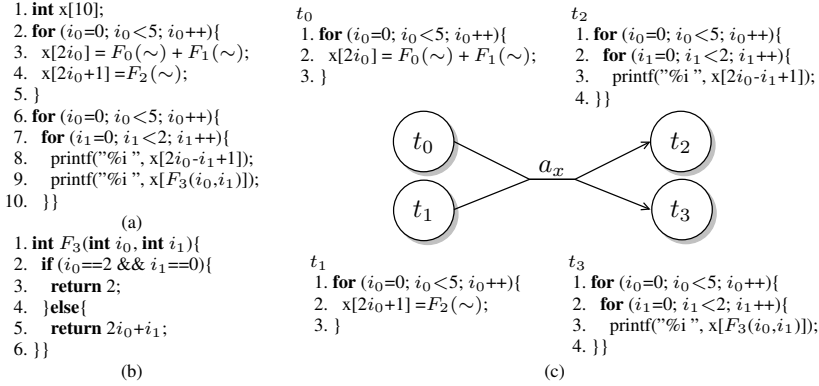 1. int x[10];
2. for (i₀=0; i₀<5; i₀++){
3. x[2i₀] = F₀(∼) + F₁(∼);
4. x[2i₀+1] =F₂(∼);
5. }
6. for (i₀=0; i₀<5; i₀++){
7. for (i₁=0; i₁<2; i₁++){
8. printf("%i ", x[2i₀-i₁+1]);
9. printf("%i ", x[F₃(i₀,i₁)]);
10. }}
(a)
1. int F₃(int i₀, int i₁){
2. if (i₀==2 && i₁==0){
3. return 2;
4. }else{
5. return 2i₀+i₁;
6. }}
(b)
t₀
1. for (i₀=0; i₀<5; i₀++){
2. x[2i₀] = F₀(∼) + F₁(∼);
3. }
t₂
1. for (i₀=0; i₀<5; i₀++){
2. for (i₁=0; i₁<2; i₁++){
3. printf("%i ", x[2i₀-i₁+1]);
4. }}
t₀
t₁
aₓ
t₂
t₃
t₁
1. for (i₀=0; i₀<5; i₀++){
2. x[2i₀+1] =F₂(∼);
3. }
t₃
1. for (i₀=0; i₀<5; i₀++){
2. for (i₁=0; i₁<2; i₁++){
3. printf("%i ", x[F₃(i₀,i₁)]);
4. }}
(c)